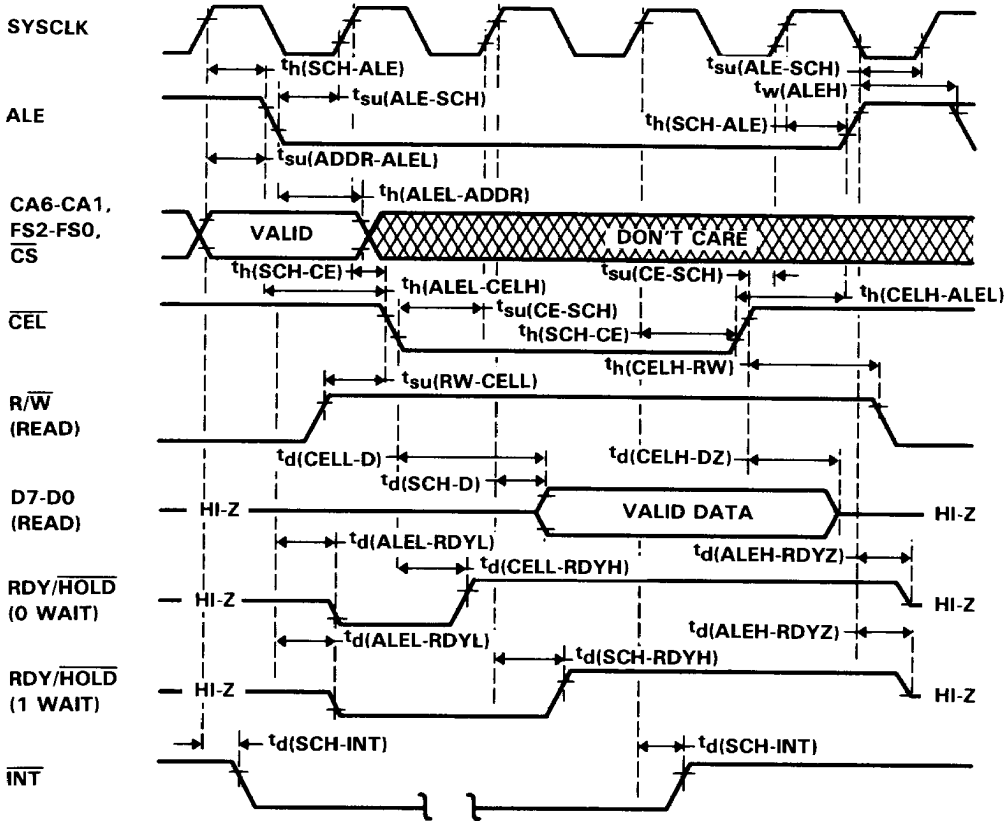 SYSCLK
th(SCH-ALE)
tsu(ALE-SCH)
tsu(ALE-SCH)
tw(ALEH)
ALE
th(SCH-ALE)
tsu(ADDR-ALEL)
th(ALEL-ADDR)
CA6-CA1,
FS2-FS0,
CS
VALID
DON'T CARE
th(SCH-CE)
tsu(CE-SCH)
th(ALEL-CELH)
th(CELH-ALEL)
CEL
tsu(CE-SCH)
th(SCH-CE)
th(CELH-RW)
tsu(RW-CELL)
R/W
(READ)
td(CELL-D)
td(CELH-DZ)
td(SCH-D)
D7-D0
(READ)
HI-Z
VALID DATA
HI-Z
td(ALEL-RDYL)
td(ALEH-RDYZ)
td(CELL-RDYH)
RDY/HOLD
(0 WAIT)
HI-Z
HI-Z
td(ALEL-RDYL)
td(ALEH-RDYZ)
td(SCH-RDYH)
RDY/HOLD
(1 WAIT)
HI-Z
HI-Z
td(SCH-INT)
td(SCH-INT)
INT